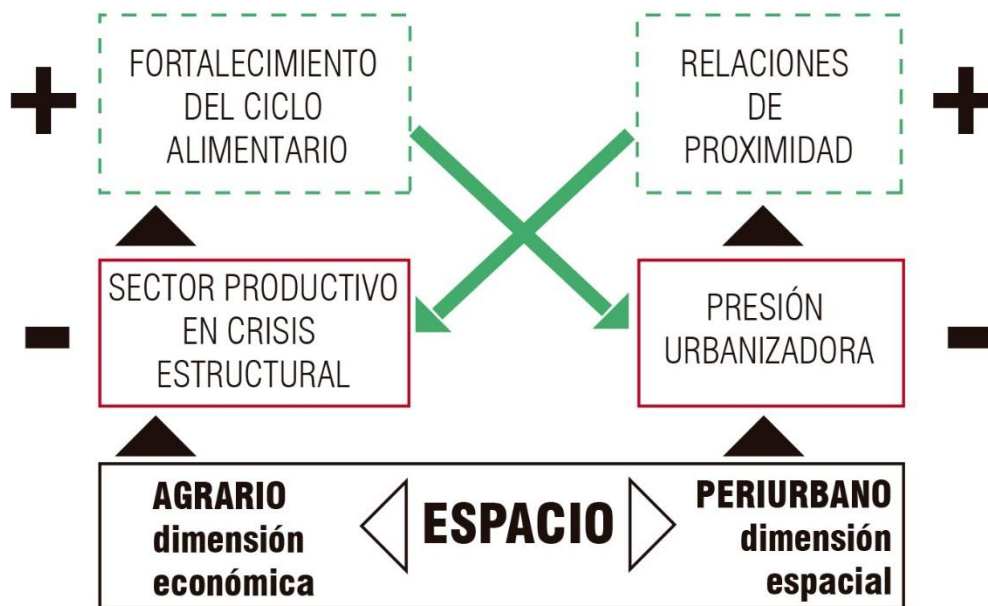 +
FORTALECIMIENTO
DEL CICLO
ALIMENTARIO
RELACIONES
DE
PROXIMIDAD
+
-
SECTOR PRODUCTIVO
EN CRISIS
ESTRUCTURAL
PRESIÓN
URBANIZADORA
-
AGRARIO
dimensión
económica
ESPACIO
PERIURBANO
dimensión
espacial